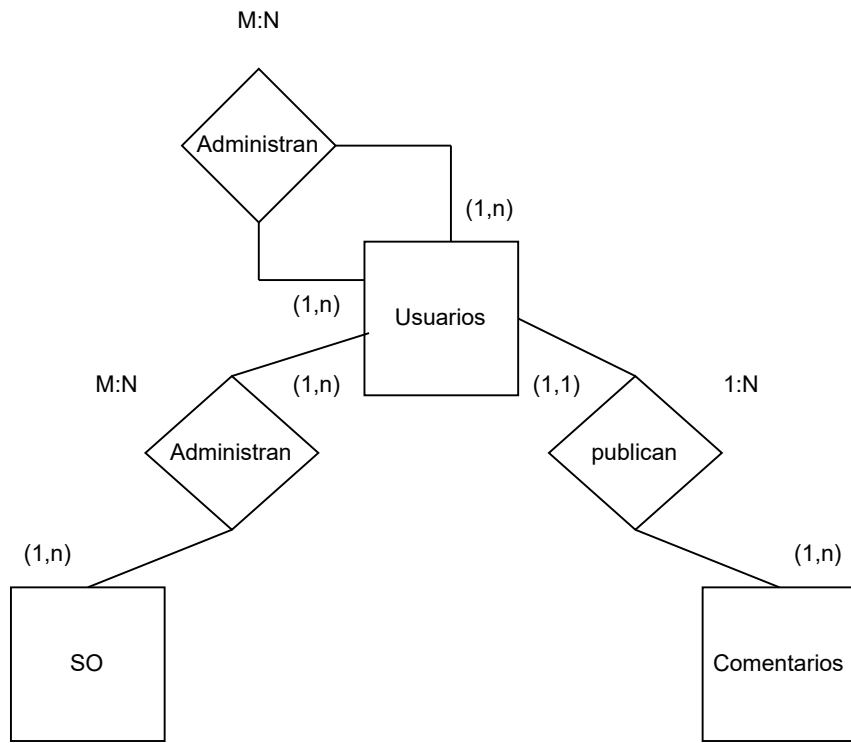 M:N
Administran
(1,n)
(1,n)
Usuarios
M:N
(1,n)
(1,1)
1:N
Administran
publican
(1,n)
(1,n)
SO
Comentarios